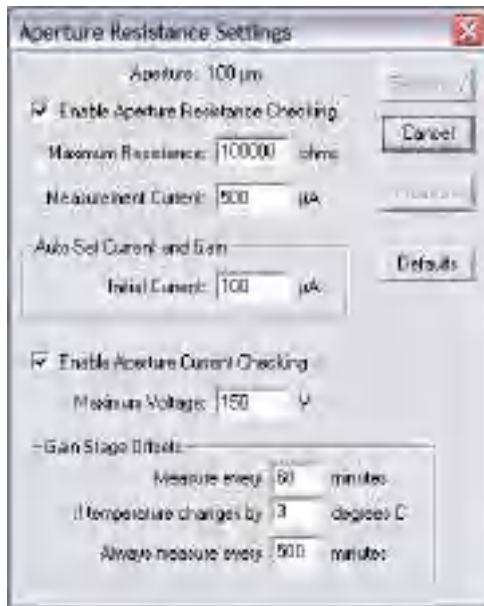 Aperture Resistance Settings
Aperture: 100 µm
Enable Aperture Resistance Checking
Cancel
Maximum Resistance: 100000 ohms
Measurement Current: 500 µA
Auto-Set Current and Gain
Defaults
Initial Current: 100 µA
Enable Aperture Current Checking
Maximum Voltage: 150 V
Gain Stage Offsets
Measure every 60 minutes
if temperature changes by 3 degrees C
Always measure every 500 minutes